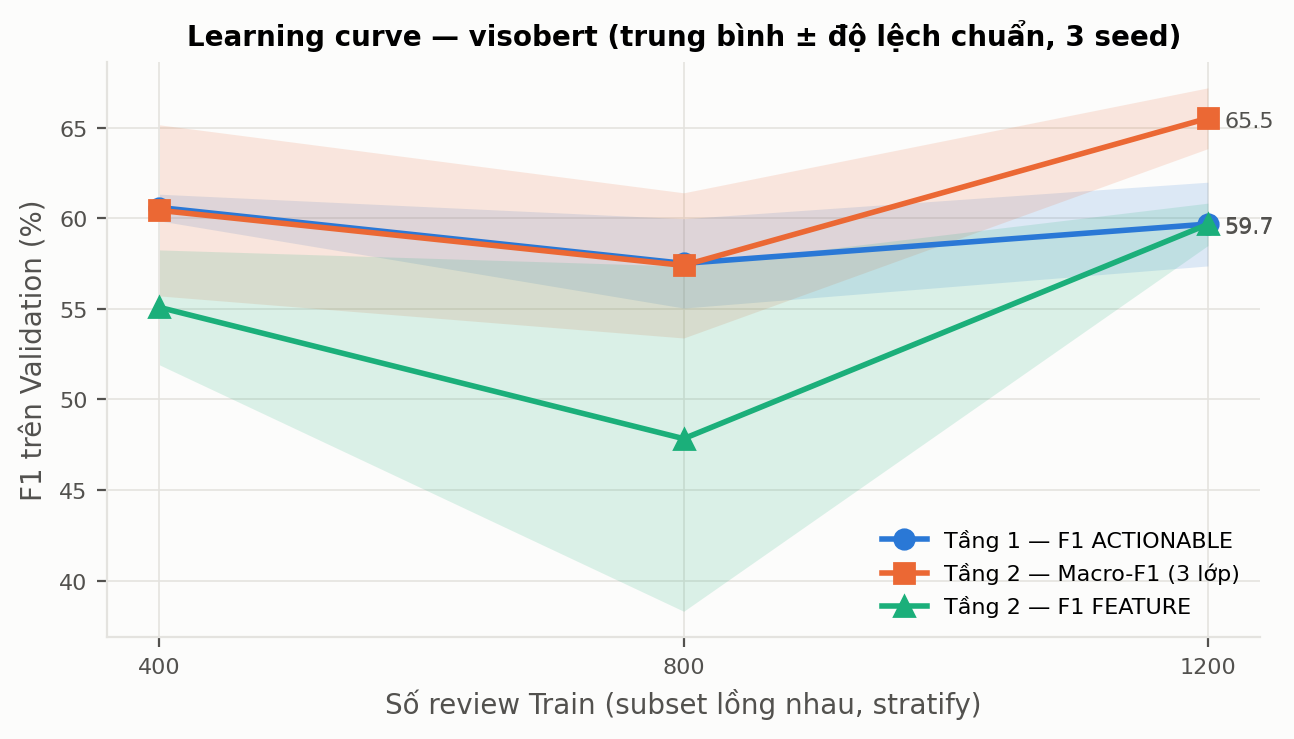 Learning curve — visobert (trung bình ± độ lệch chuẩn, 3 seed)
F1 trên Validation (%)
65
60
55
50
45
40
65.5
59.7
Tầng 1 — F1 ACTIONABLE
Tầng 2 — Macro-F1 (3 lớp)
Tầng 2 — F1 FEATURE
400
800
1200
Số review Train (subset lồng nhau, stratify)